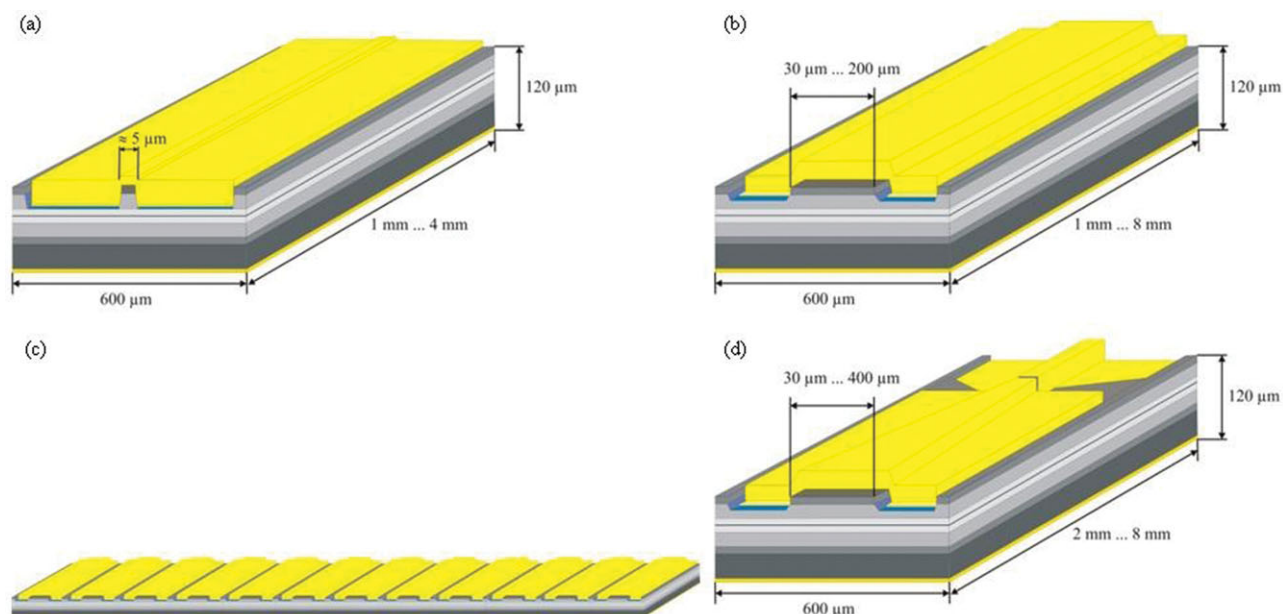 (a)
120 µm
≈ 5 µm
1 mm ... 4 mm
600 µm
(b)
30 µm ... 200 µm
120 µm
1 mm ... 8 mm
600 µm
(c)
(d)
30 µm ... 400 µm
120 µm
2 mm ... 8 mm
600 µm